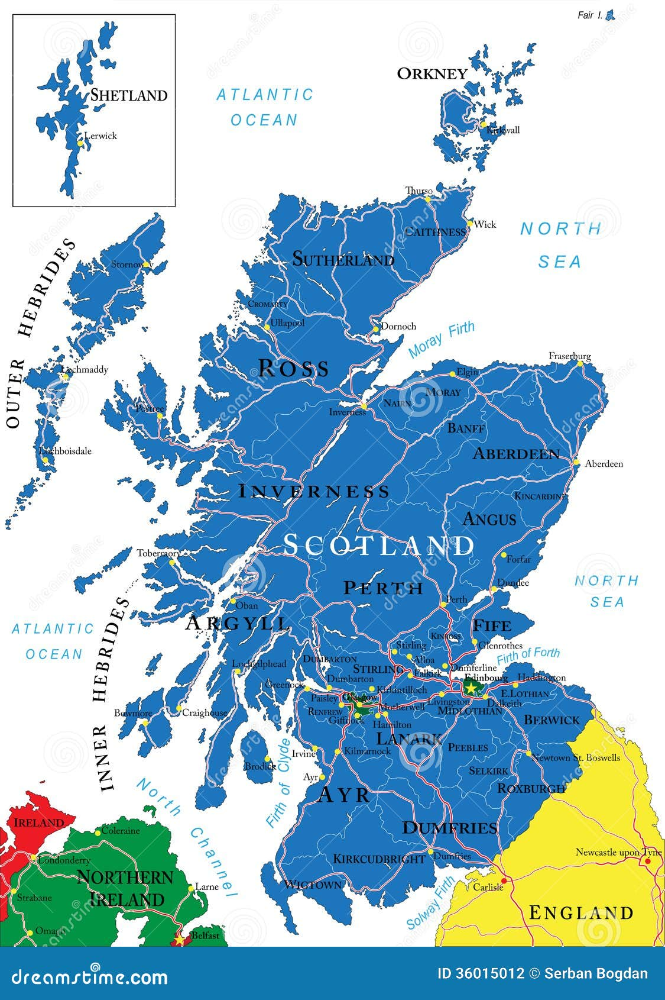 Fair I.
ORKNEY
ATLANTIC
OCEAN
SHETLAND
Kirkwall
Lerwick
Thurso
Wick
NORTH
SEA
CAITHNESS
SUTHERLAND
Stornoway
OUTER HEBRIDES
CROMARTY
Ullapool
Dornoch
Moray Firth
Fraserburg
Lochmaddy
ROSS
Elgin
MORAY
NAIRN
Portree
Inverness
BANFF
Lochboisdale
ABERDEEN
Aberdeen
INVERNESS
KINCARDINE
ANGUS
SCOTLAND
Tobermory
Forfar
PERTH
Dundee
NORTH
SEA
Perth
Oban
ARGYLL
FIFE
ATLANTIC
OCEAN
INNER HEBRIDES
KINROSS
Stirling
Glenrothes
Alloa
Firth of Forth
DUMBARTON
Lochgilphead
STIRLING
Falkirk
Dumferline
Edinbourg
Haddington
Greenock
Dumbarton
Kirkintilloch
E.LOTHIAN
Paisley
Glasgow
Livingston
Dalkeith
RENFREW
Motherwell
MIDLOTHIAN
Bowmore
Craighouse
Giffnock
Hamilton
BERWICK
LANARK
PEEBLES
Irvine
Kilmarnock
Newtown St. Boswells
Brodick
Firth of Clyde
SELKIRK
Ayr
AYR
ROXBURGH
North Channel
IRELAND
Coleraine
DUMFRIES
Londonderry
KIRKCUDBRIGHT
Dumfries
Newcastle upon Tyne
NORTHERN
IRELAND
WIGTOWN
Larne
Carlisle
Solway Firth
Strabane
ENGLAND
Omagh
Belfast
dreamstime.com
ID 36015012 © Serban Bogdan